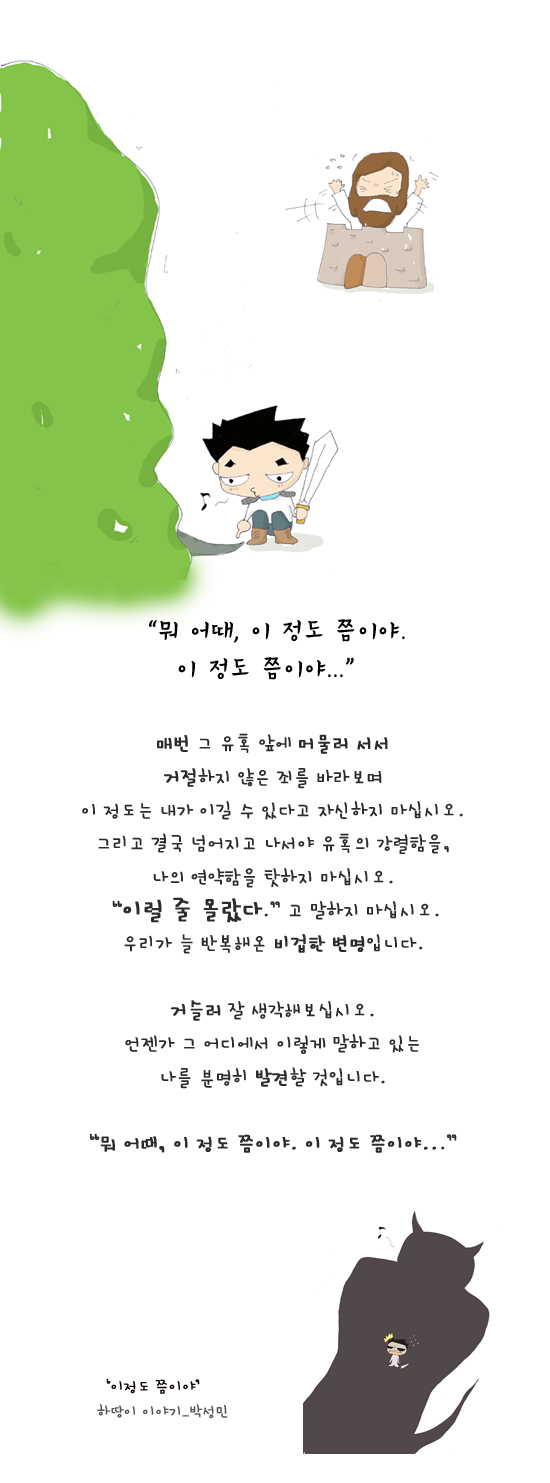 “뭐 어때, 이 정도 쯤이야.
이 정도 쯤이야...”
매번 그 유혹 앞에 머물러 서서
거절하지 않은 죄를 바라보며
이 정도는 내가 이길 수 있다고 자신하지 마십시오.
그리고 결국 넘어지고 나서야 유혹의 강렬함을,
나의 연약함을 탓하지 마십시오.
“이럴 줄 몰랐다.” 고 말하지 마십시오.
우리가 늘 반복해온 비겁한 변명입니다.
거슬러 잘 생각해보십시오.
언젠가 그 어디에서 이렇게 말하고 있는
나를 분명히 발견할 것입니다.
“뭐 어때, 이 정도 쯤이야. 이 정도 쯤이야...”
‘이정도 쯤이야’
하땅이 이야기_박성민